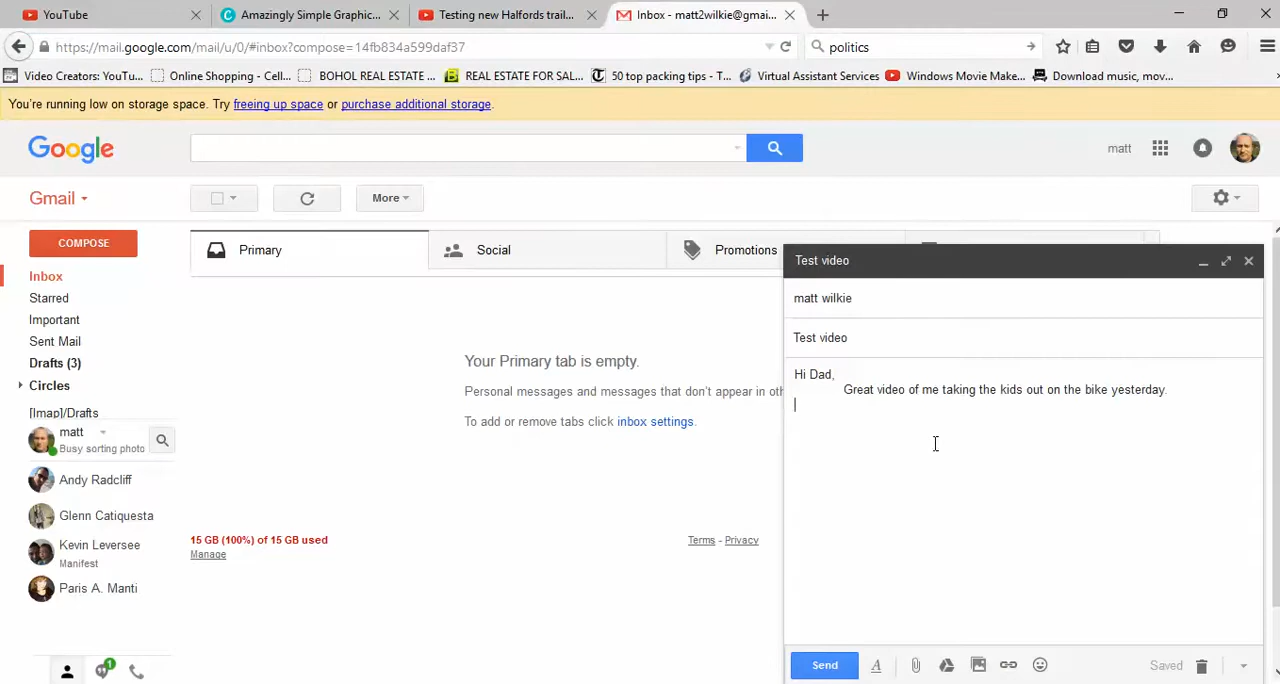 YouTube
Amazingly Simple Graphic...
Testing new Halfords trail...
Inbox - matt2wilkie@gmai...
https://mail.google.com/mail/u/0/#inbox?compose=14fb834a599daf37
politics
Video Creators: YouTu...
Online Shopping - Cell...
BOHOL REAL ESTATE ...
REAL ESTATE FOR SAL...
50 top packing tips - T...
Virtual Assistant Services
Windows Movie Make...
Download music, mov...
You're running low on storage space. Try freeing up space or purchase additional storage.
Google
matt
Gmail
More
COMPOSE
Primary
Social
Promotions
Inbox
Starred
Important
Sent Mail
Drafts (3)
Circles
[Imap]/Drafts
matt
Busy sorting photo
Andy Radcliff
Glenn Catiquesta
Kevin Leversee
Manifest
Paris A. Manti
1
Your Primary tab is empty.
Personal messages and messages that don't appear in oth
To add or remove tabs click inbox settings.
15 GB (100%) of 15 GB used
Manage
Terms - Privacy
Test video
matt wilkie
Test video
Hi Dad,
Great video of me taking the kids out on the bike yesterday.
Send
Saved